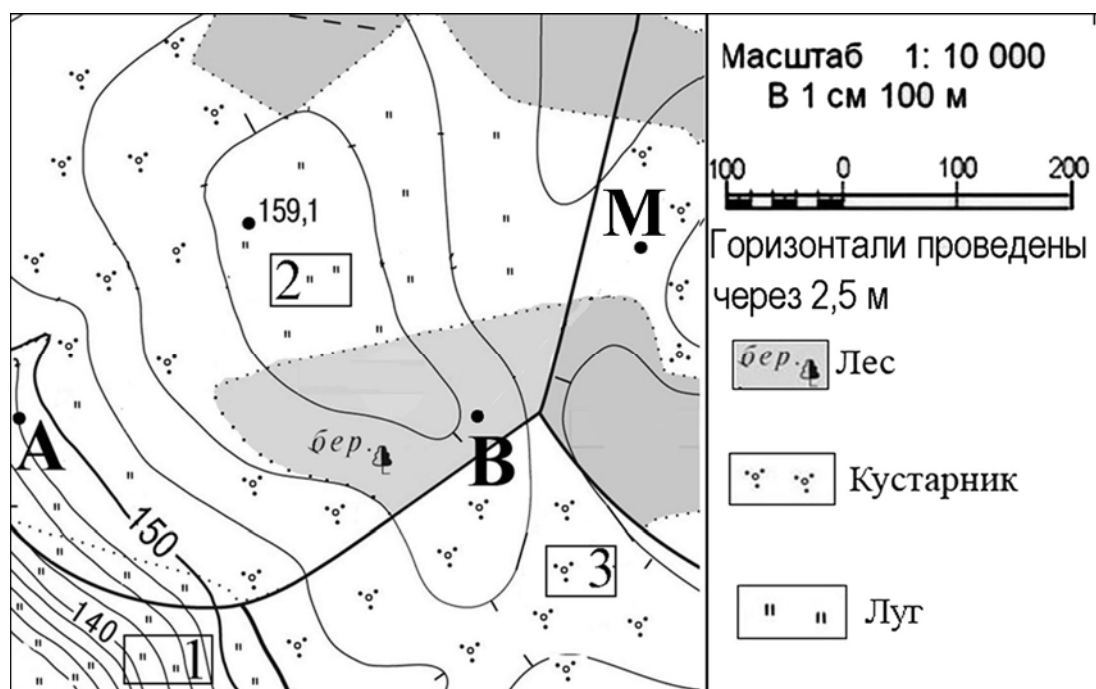 М
159,1
2
А
бер.
В
150
3
140
1
Масштаб 1: 10 000
В 1 см 100 м
100 0 100 200
Горизонтали проведены
через 2,5 м
бер. Лес
Кустарник
Луг